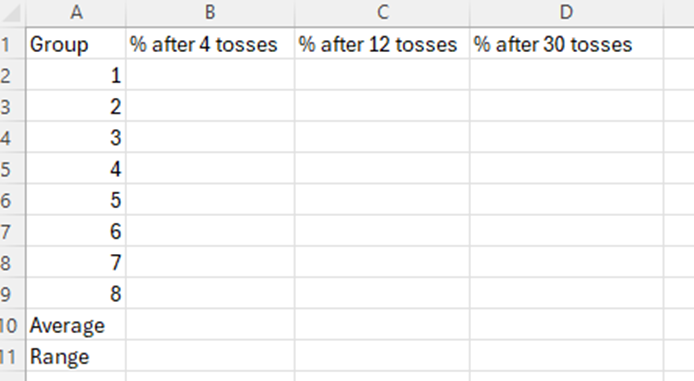 A B C D
1 Group % after 4 tosses % after 12 tosses % after 30 tosses
2 1
3 2
4 3
5 4
6 5
7 6
8 7
9 8
10 Average
11 Range